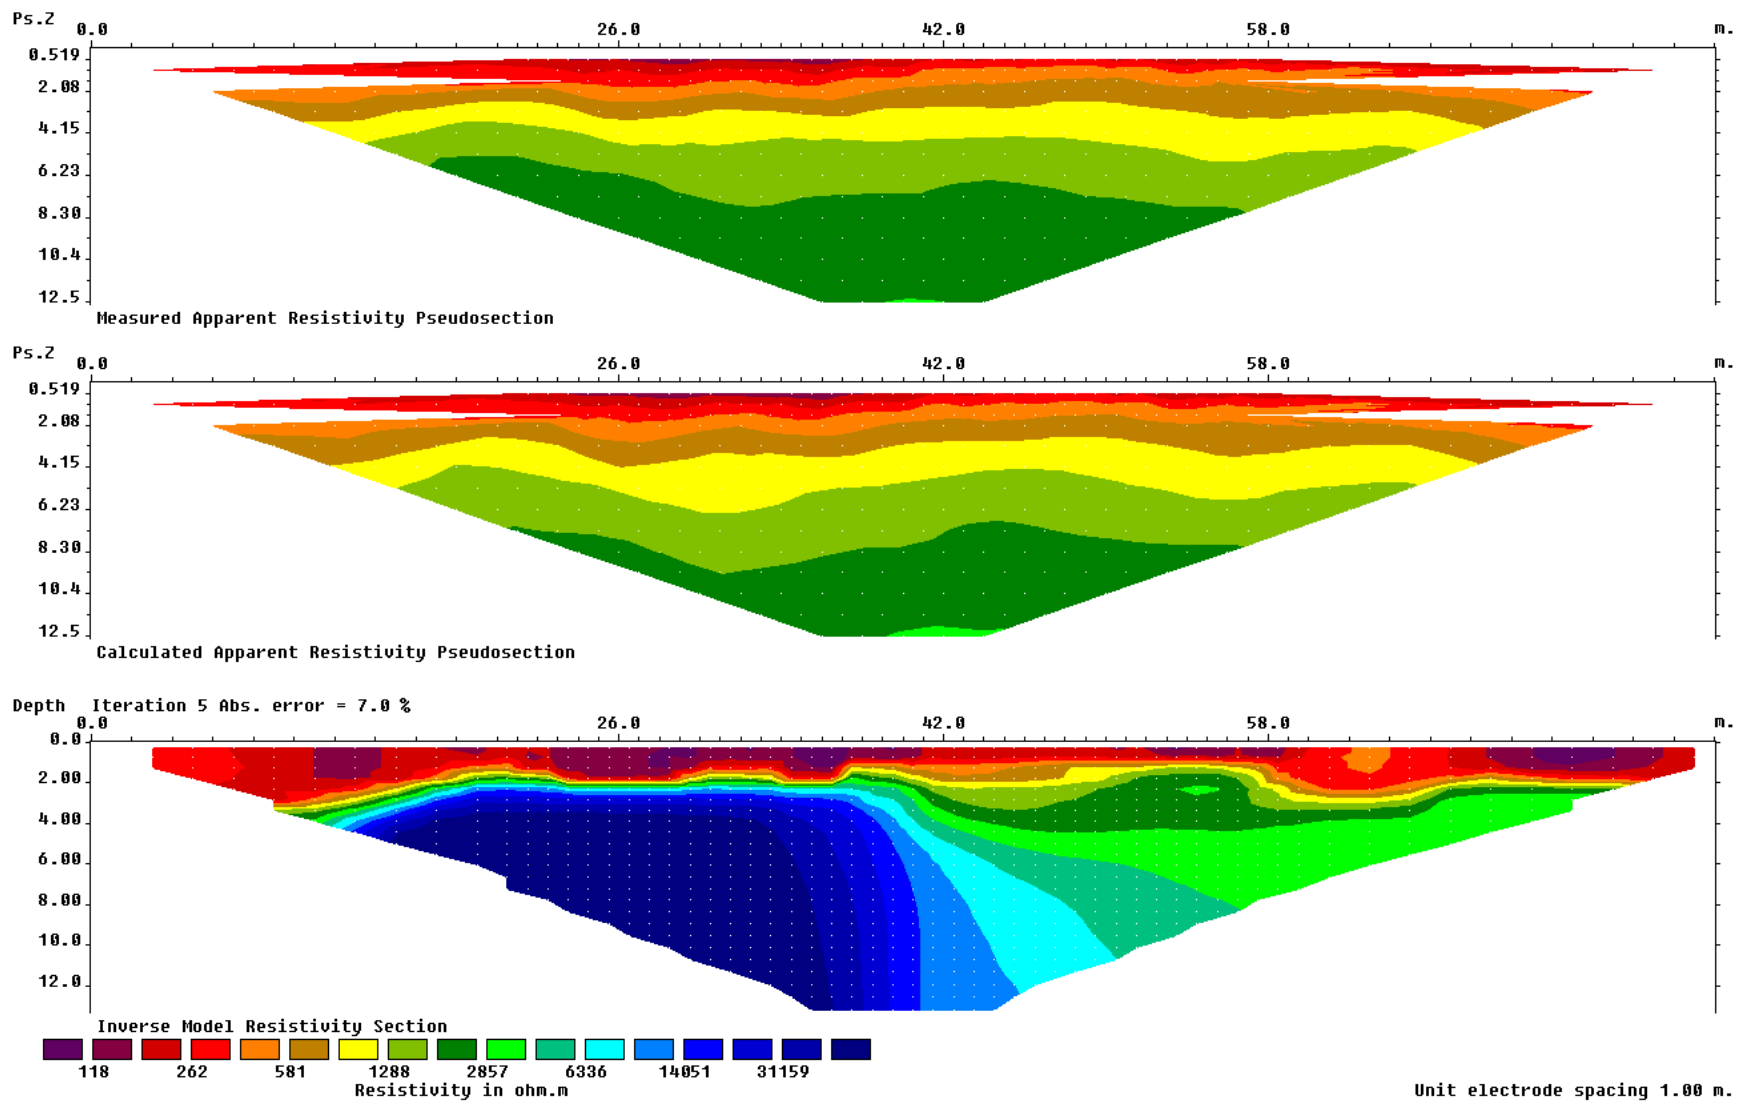 Ps.Z 0.0 26.0 42.0 58.0 m.
0.519
2.08
4.15
6.23
8.30
10.4
12.5
Measured Apparent Resistivity Pseudosection
Ps.Z 0.0 26.0 42.0 58.0 m.
0.519
2.08
4.15
6.23
8.30
10.4
12.5
Calculated Apparent Resistivity Pseudosection
Depth Iteration 5 Abs. error = 7.0 %
0.0 26.0 42.0 58.0 m.
0.0
2.00
4.00
6.00
8.00
10.0
12.0
Inverse Model Resistivity Section
118 262 581 1288 2857 6336 14051 31159
Resistivity in ohm.m
Unit electrode spacing 1.00 m.